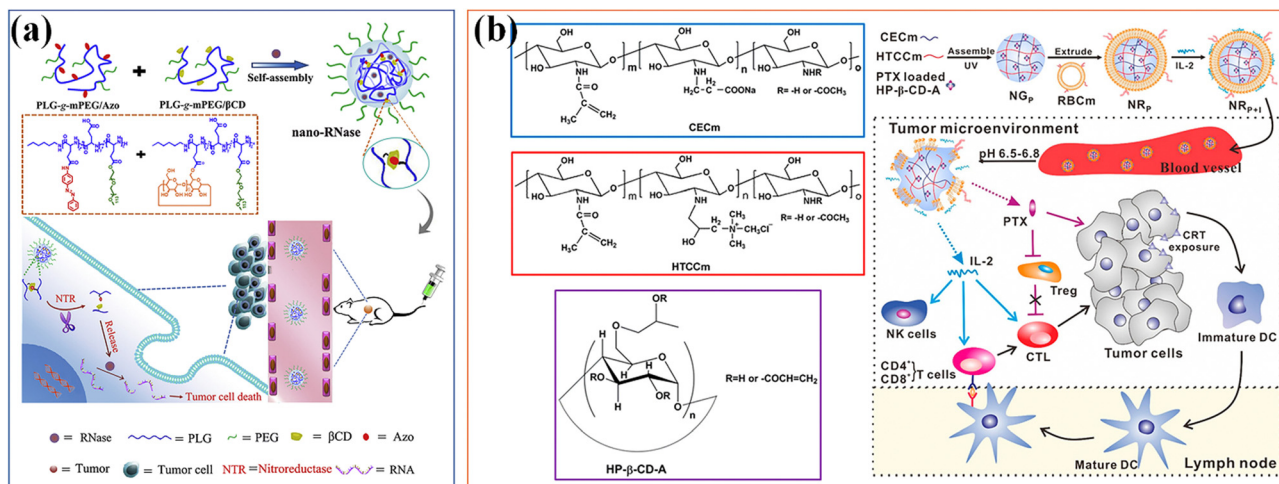 (a)
PLG-g-mPEG/Azo
+
PLG-g-mPEG/βCD
Self-assembly
nano-RNase
+
NTR
Release
Tumor cell death
= RNase
= PLG
= PEG
= βCD
= Azo
= Tumor
= Tumor cell
NTR = Nitroreductase
= RNA
(b)
CECm
HTCCm
PTX loaded
HP-β-CD-A
Assemble
UV
NGP
Extrude
RBCm
NRP
IL-2
NRP+I
R= -H or -COCH3
CECm
R= -H or -COCH3
HTCCm
R=H or -COCH=CH2
HP-β-CD-A
Tumor microenvironment
pH 6.5-6.8
Blood vessel
PTX
CRT
exposure
IL-2
Treg
NK cells
CTL
Tumor cells
Immature DC
CD4+
CD8+
}T cells
Mature DC
Lymph node